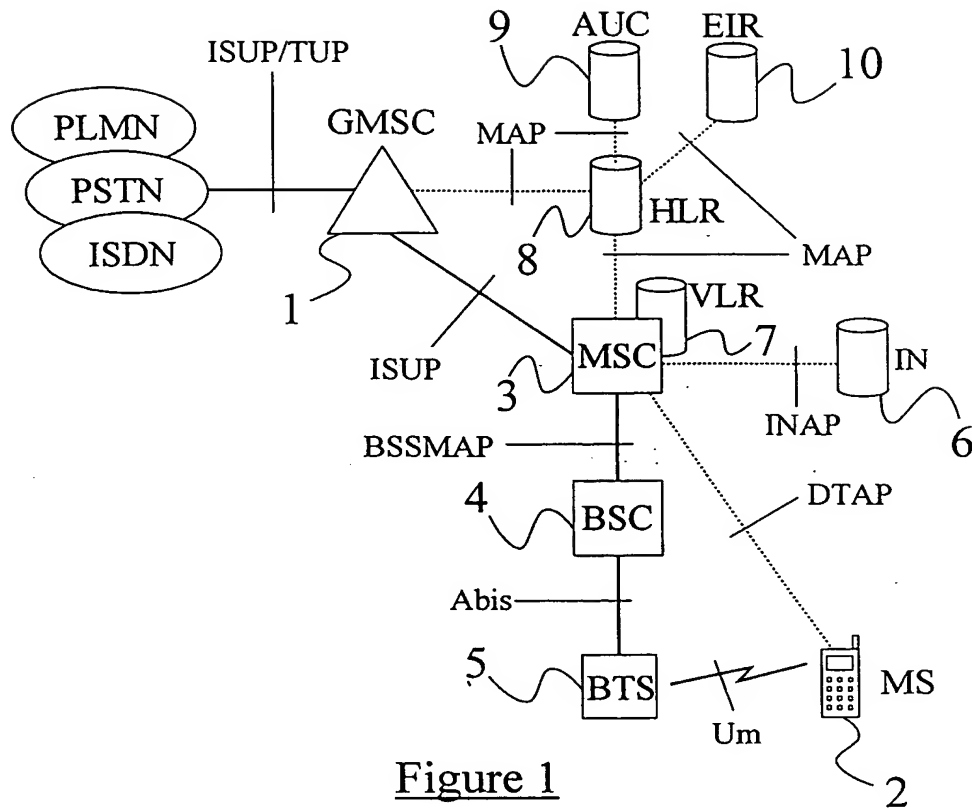 9
AUC
EIR
10
ISUP/TUP
PLMN
PSTN
ISDN
GMSC
MAP
HLR
8
MAP
1
ISUP
VLR
7
MSC
3
IN
6
INAP
BSSMAP
4
BSC
DTAP
Abis
5
BTS
Um
MS
2
Figure 1